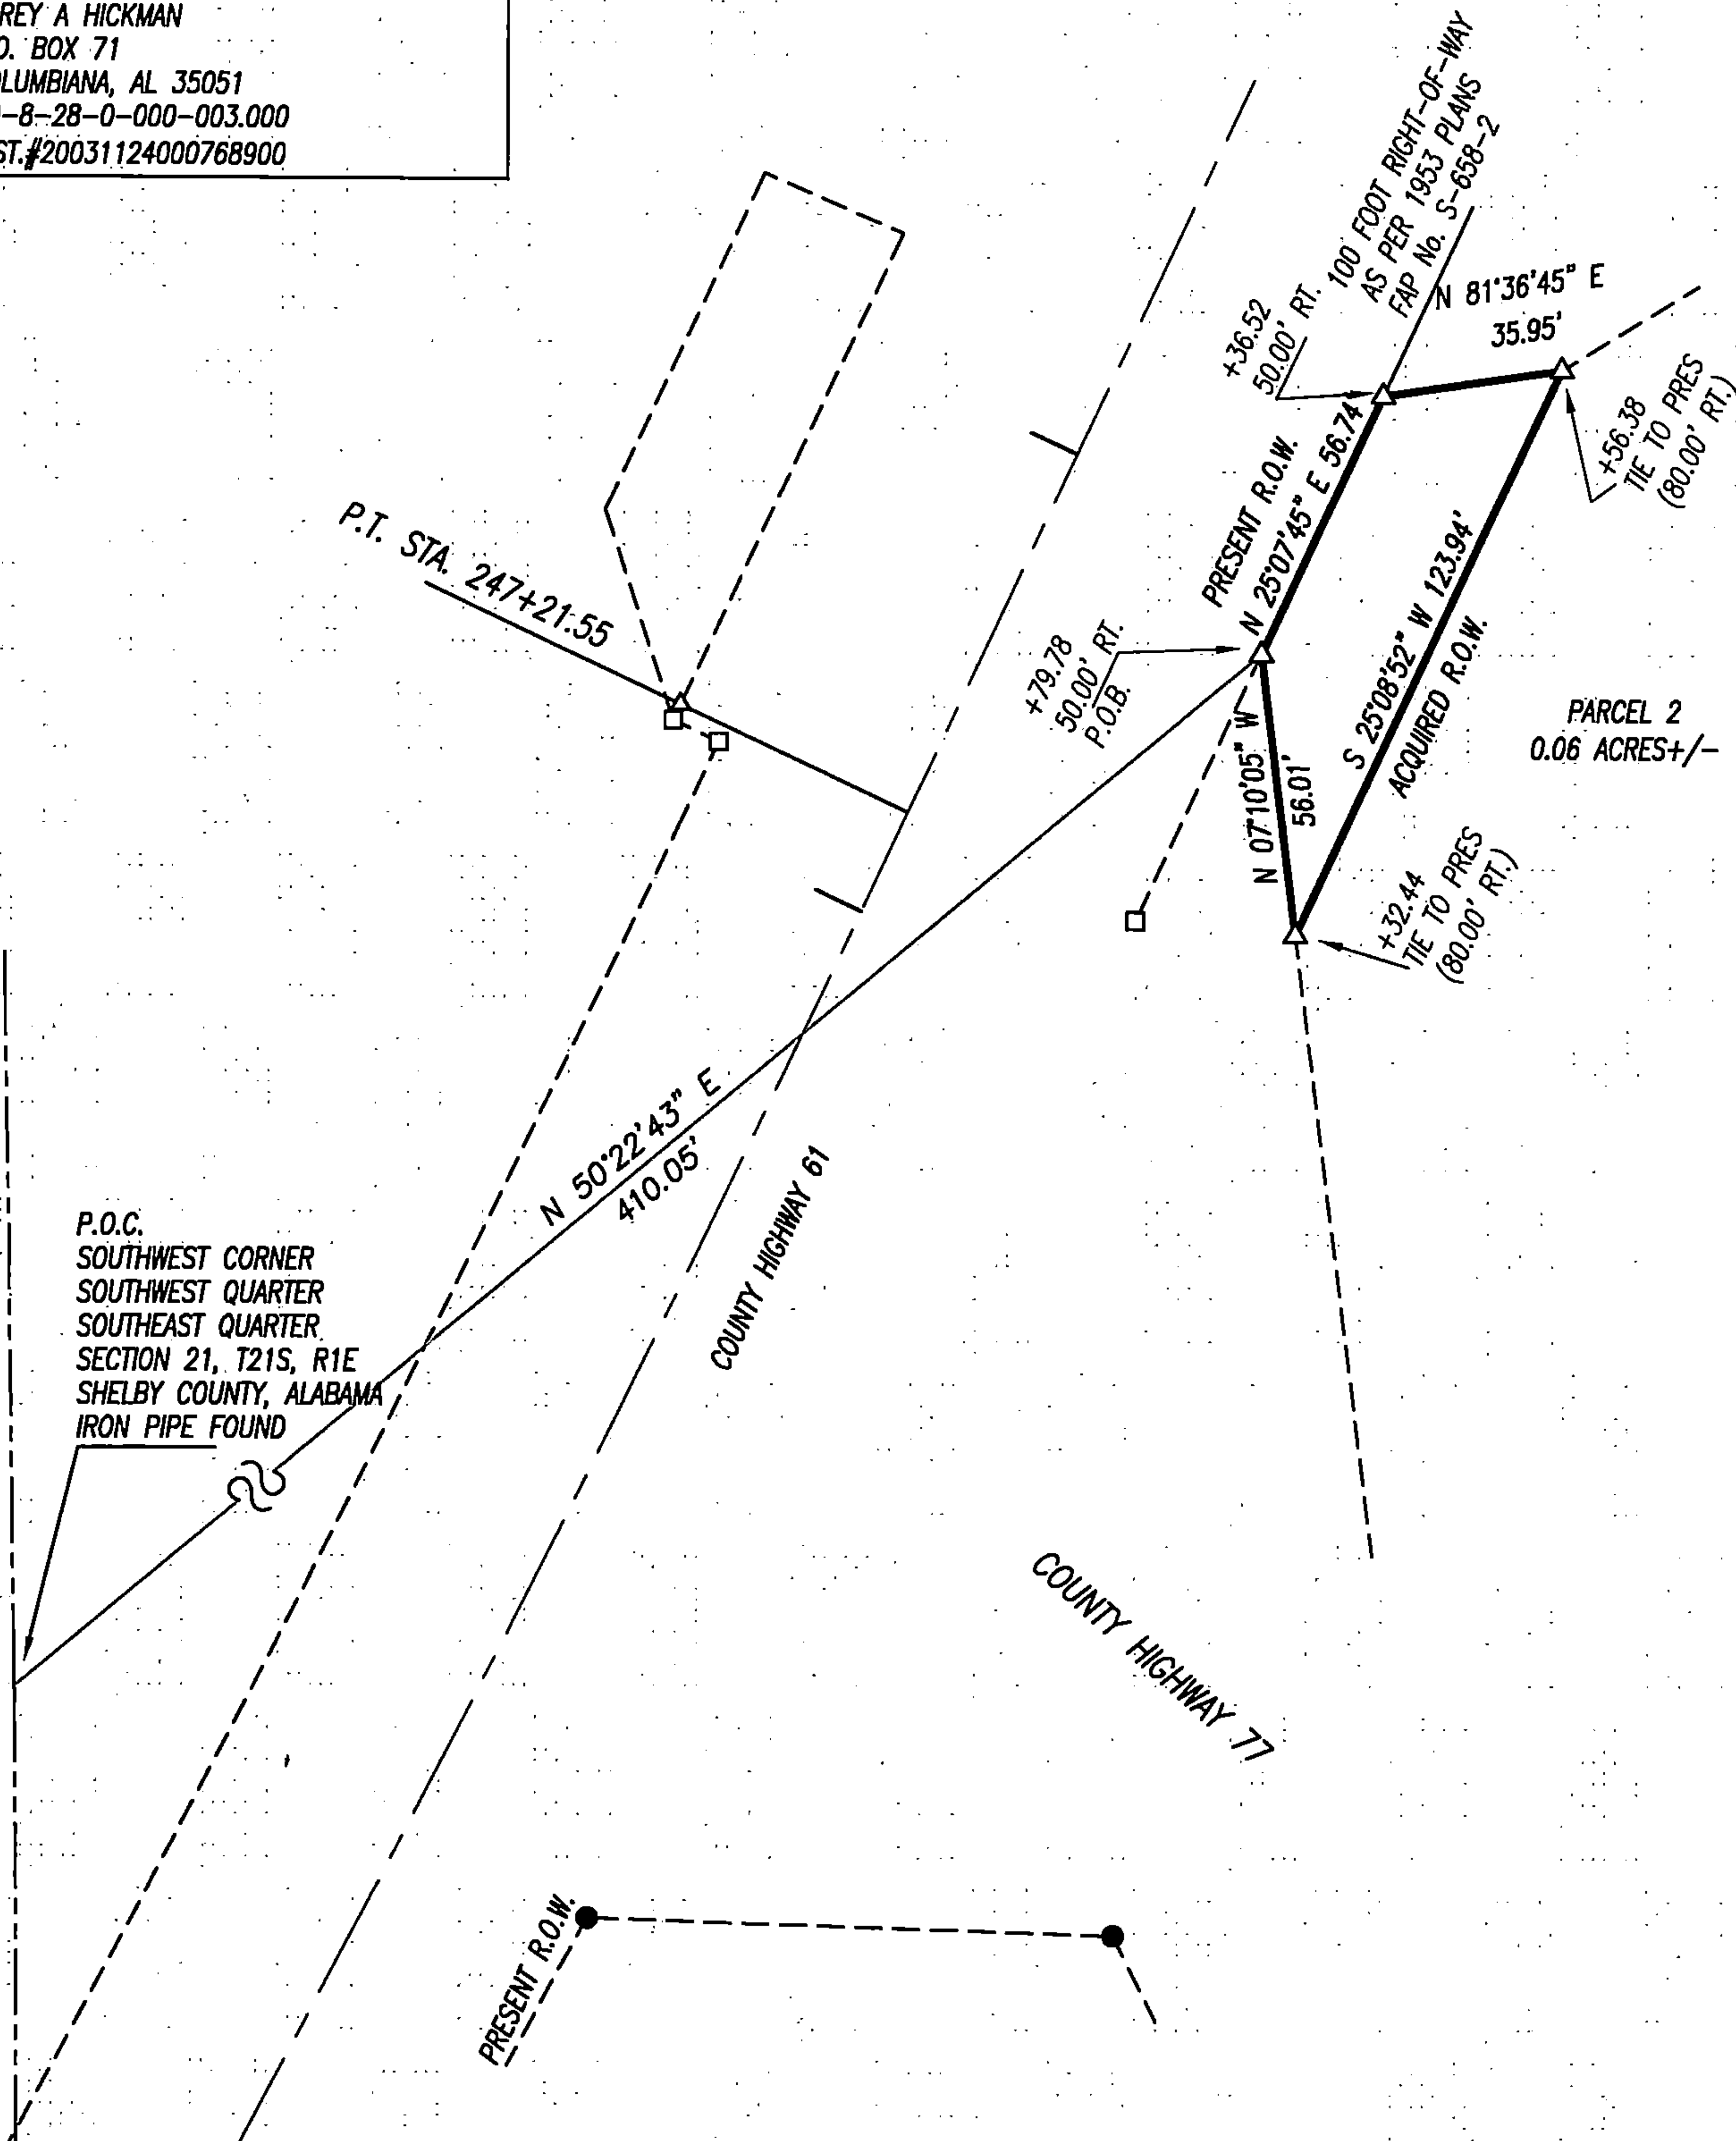 REY A HICKMAN
O. BOX 71
OLUMBIANA, AL 35051
-8-28-0-000-003.000
ST.#20031124000768900
100 FOOT RIGHT-OF-WAY
AS PER 1953 PLANS
FAP No. S-658-2
+36.52
50.00' RT.
N 81°36'45" E
35.95'
+56.38
TIE TO PRES
(80.00' RT.)
PRESENT R.O.W.
N 25°07'45" E 56.74'
P.T. STA. 247+21.55
+79.78
50.00' RT.
P.O.B.
S 25°08'52" W 123.94'
ACQUIRED R.O.W.
PARCEL 2
0.06 ACRES+/-
N 07°10'05" W
56.01'
+32.44
TIE TO PRES
(80.00' RT.)
N 50°22'43" E
410.05'
COUNTY HIGHWAY 61
P.O.C.
SOUTHWEST CORNER
SOUTHWEST QUARTER
SOUTHEAST QUARTER
SECTION 21, T21S, R1E
SHELBY COUNTY, ALABAMA
IRON PIPE FOUND
COUNTY HIGHWAY 77
PRESENT R.O.W.